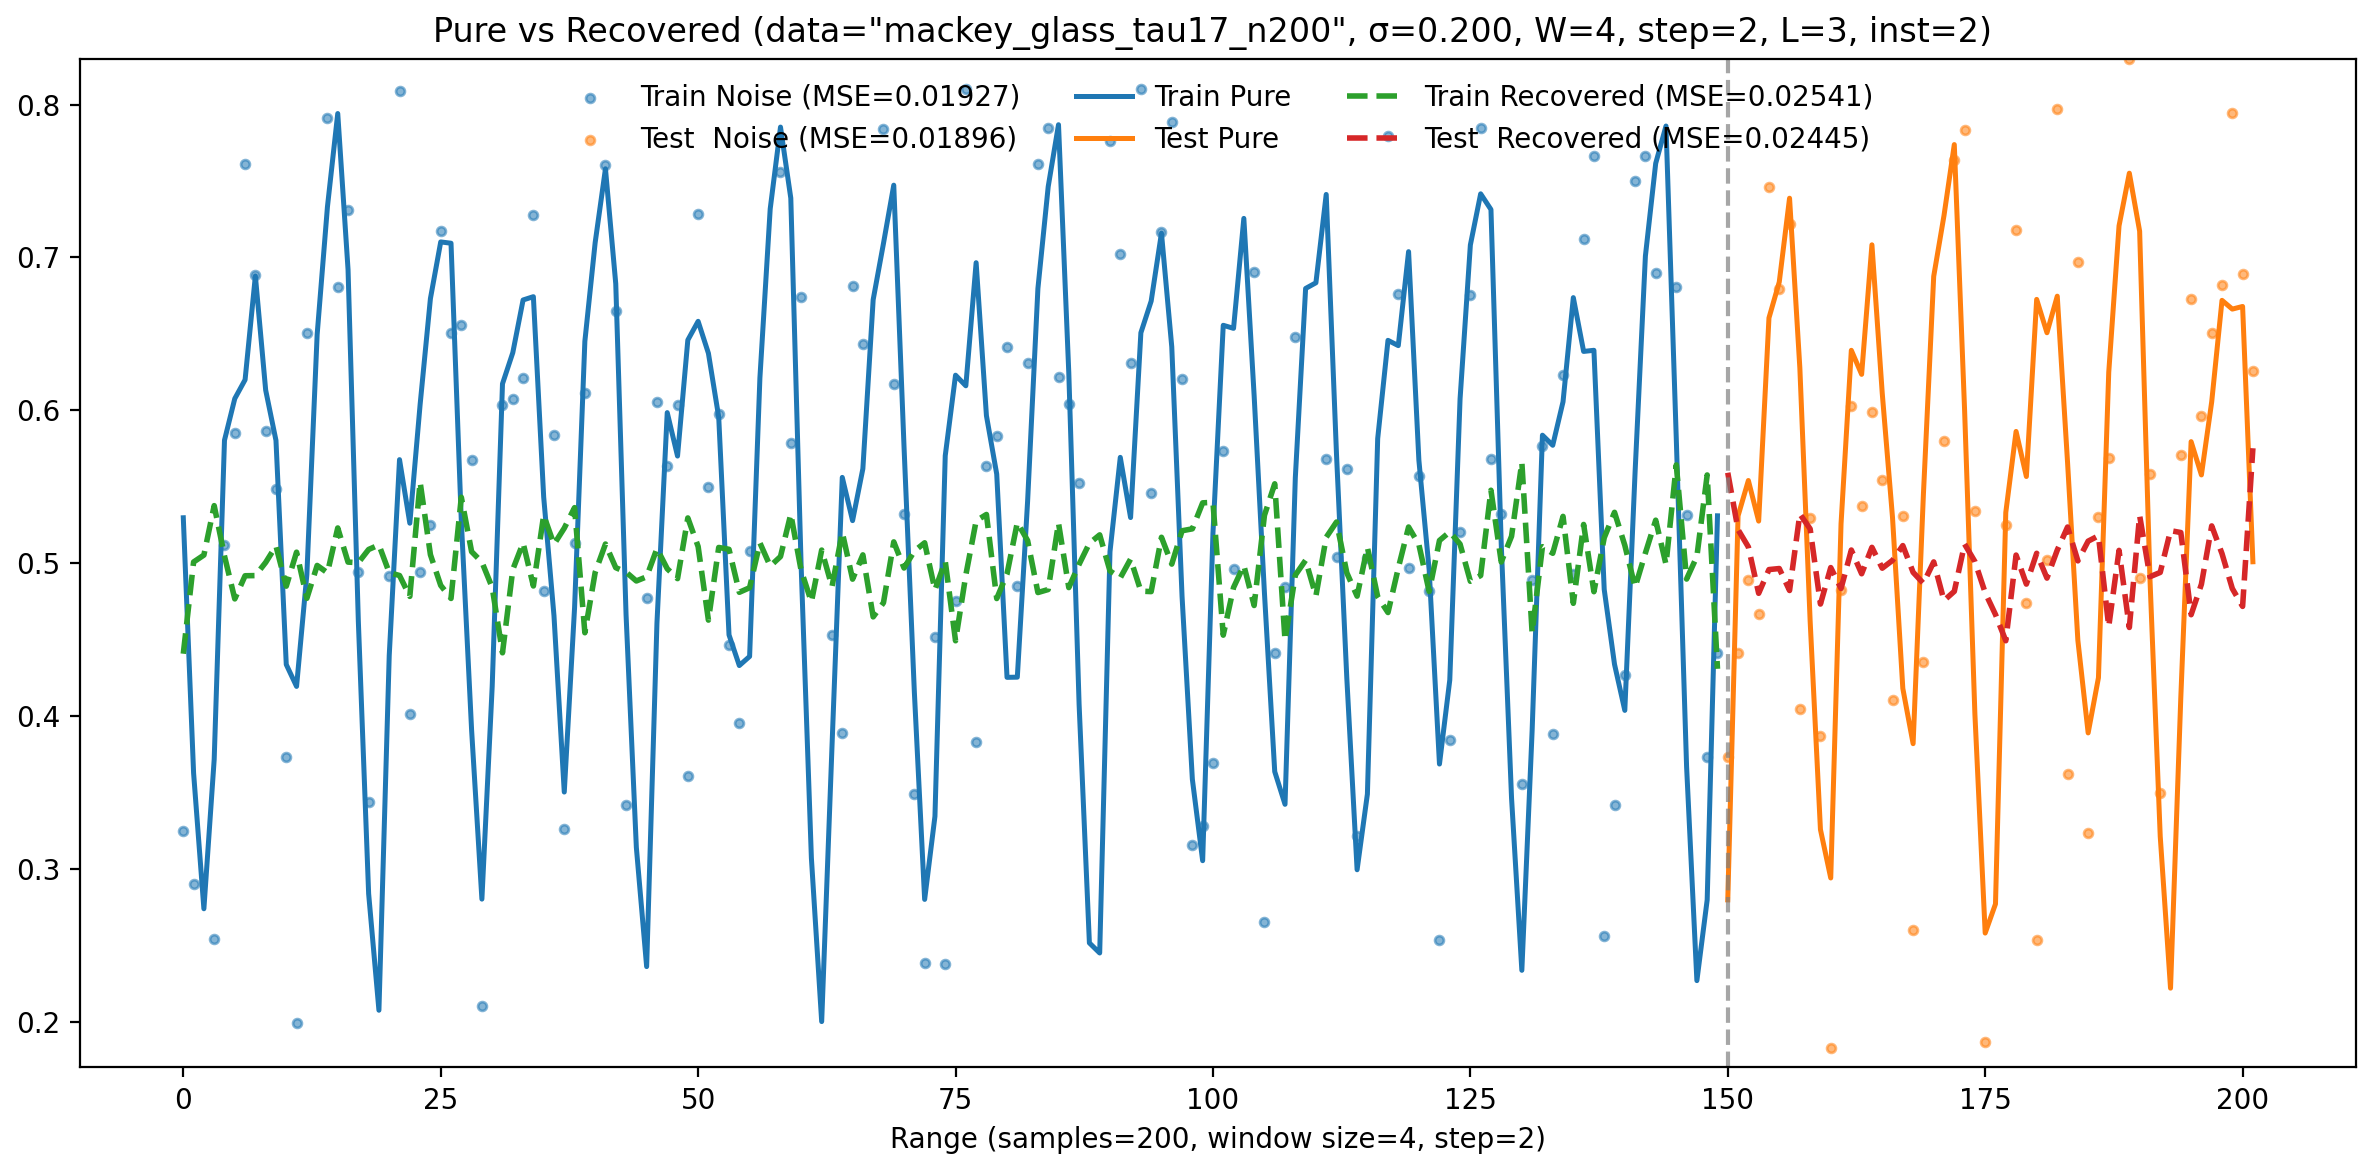 Pure vs Recovered (data="mackey_glass_tau17_n200", σ=0.200, W=4, step=2, L=3, inst=2)
Train Noise (MSE=0.01927)
Test  Noise (MSE=0.01896)
Train Pure
Test Pure
Train Recovered (MSE=0.02541)
Test  Recovered (MSE=0.02445)
0.8
0.7
0.6
0.5
0.4
0.3
0.2
0 25 50 75 100 125 150 175 200
Range (samples=200, window size=4, step=2)